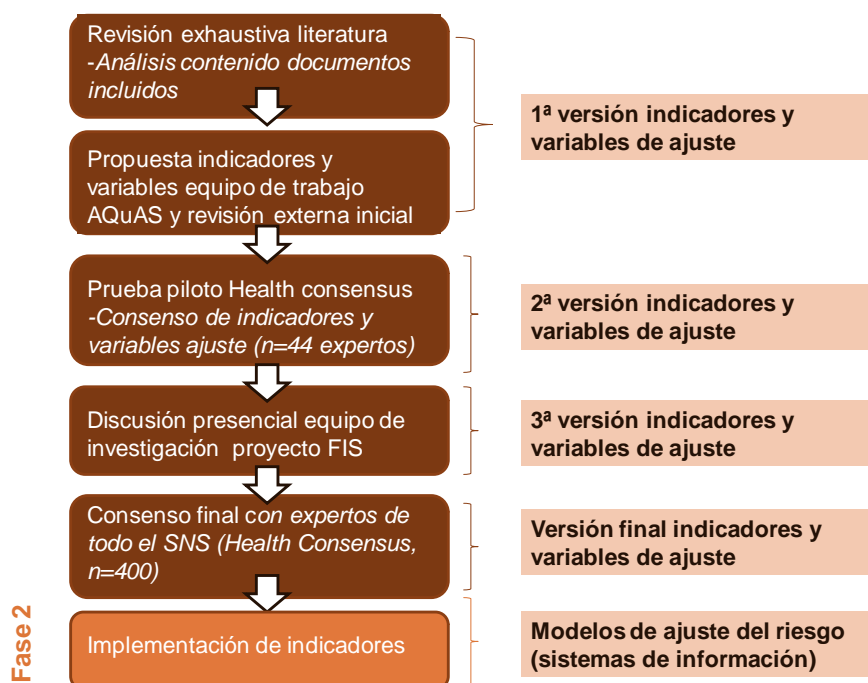 Revisión exhaustiva literatura
-Análisis contenido documentos
incluidos
Propuesta indicadores y
variables equipo de trabajo
AQuAS y revisión externa inicial
1ª versión indicadores y
variables de ajuste
Prueba piloto Health consensus
-Consenso de indicadores y
variables ajuste (n=44 expertos)
2ª versión indicadores y
variables de ajuste
Discusión presencial equipo de
investigación proyecto FIS
3ª versión indicadores y
variables de ajuste
Consenso final con expertos de
todo el SNS (Health Consensus,
n=400)
Versión final indicadores y
variables de ajuste
Fase 2
Implementación de indicadores
Modelos de ajuste del riesgo
(sistemas de información)